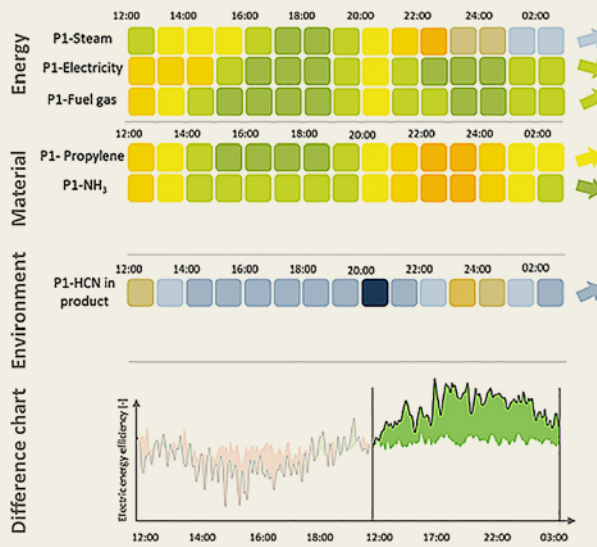 12:00 14:00 16:00 18:00 20:00 22:00 24:00 02:00
Energy
P1-Steam
P1-Electricity
P1-Fuel gas
12:00 14:00 16:00 18:00 20:00 22:00 24:00 02:00
Material
P1- Propylene
P1-NH₃
12:00 14:00 16:00 18:00 20:00 22:00 24:00 02:00
Environment
P1-HCN in
product
Difference chart
Electric energy efficiency [-]
12:00 14:00 16:00 18:00 12:00 17:00 22:00 03:00